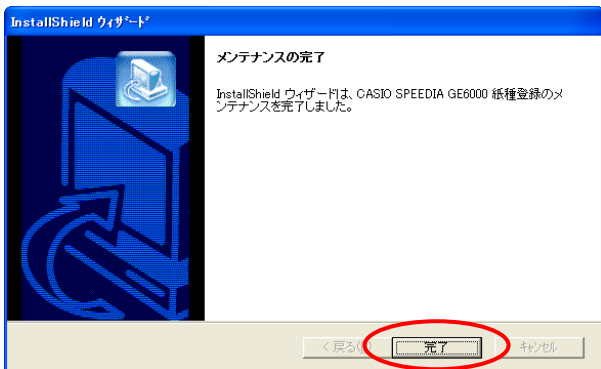 InstallShield ウィザード
メンテナンスの完了
InstallShield ウィザードは、CASIO SPEEDIA GE6000 紙種登録のメ
ンテナンスを完了しました。
< 戻る(
完了
キャンセル